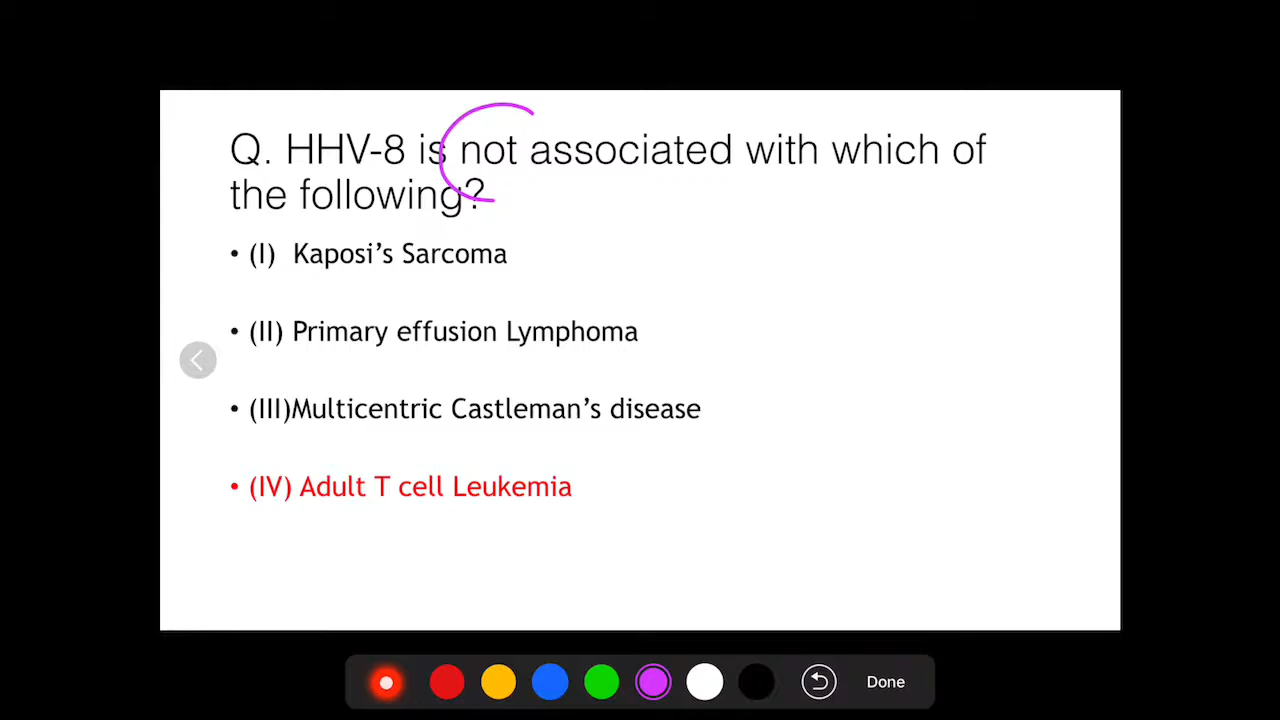 Q. HHV-8 is not associated with which of
the following?
• (I) Kaposi’s Sarcoma
• (II) Primary effusion Lymphoma
• (III)Multicentric Castleman’s disease
• (IV) Adult T cell Leukemia
Done